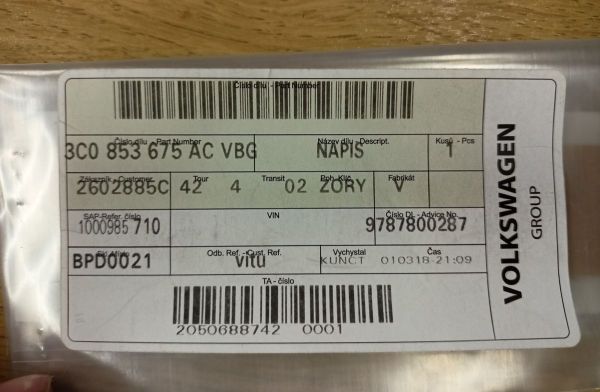 Číslo dílu - Part Number
Číslo dílu - Part Number Název dílu - Descript. Kusů - Pcs
3C0 853 675 AC VBG NAPIS 1
Zákazník - Customer Tour Transit Fabrikát
2602885C 42 4 02 ZORY V
SAP-Refer. číslo VIN Číslo DL - Advice No.
1000985710 9787800287
Odb. Ref. - Cust. Ref. Vychystal Čas
BPD0021 vitu KUNCT 010318-21:09
TA - číslo
2050688742 0001
VOLKSWAGEN
GROUP